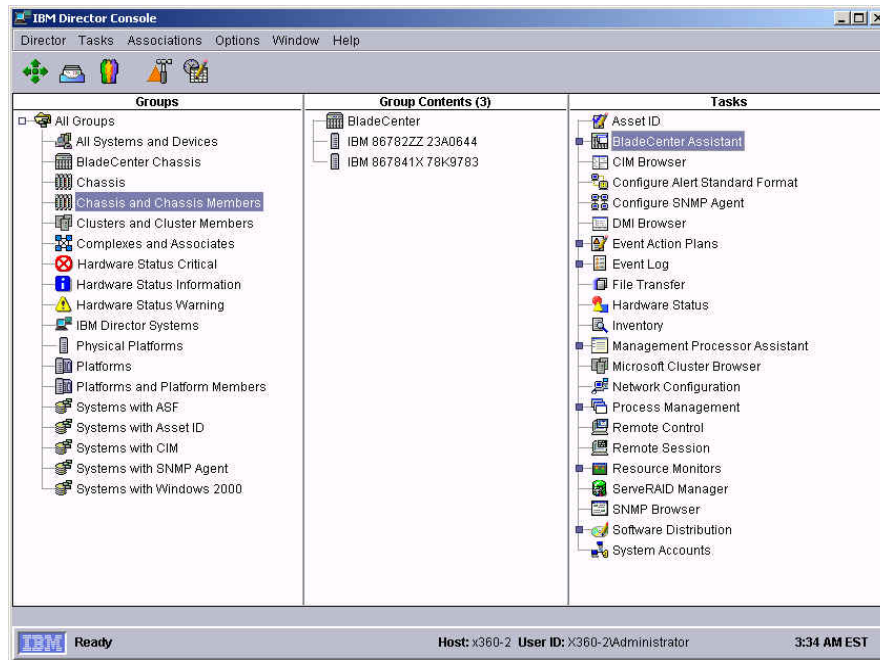 IBM Director Console
Director Tasks Associations Options Window Help
Groups
All Groups
All Systems and Devices
BladeCenter Chassis
Chassis
Chassis and Chassis Members
Clusters and Cluster Members
Complexes and Associates
Hardware Status Critical
Hardware Status Information
Hardware Status Warning
IBM Director Systems
Physical Platforms
Platforms
Platforms and Platform Members
Systems with ASF
Systems with Asset ID
Systems with CIM
Systems with SNMP Agent
Systems with Windows 2000
Group Contents (3)
BladeCenter
IBM 86782ZZ 23A0644
IBM 867841X 78K9783
Tasks
Asset ID
BladeCenter Assistant
CIM Browser
Configure Alert Standard Format
Configure SNMP Agent
DMI Browser
Event Action Plans
Event Log
File Transfer
Hardware Status
Inventory
Management Processor Assistant
Microsoft Cluster Browser
Network Configuration
Process Management
Remote Control
Remote Session
Resource Monitors
ServeRAID Manager
SNMP Browser
Software Distribution
System Accounts
IBM Ready Host: x360-2 User ID: X360-2\Administrator 3:34 AM EST